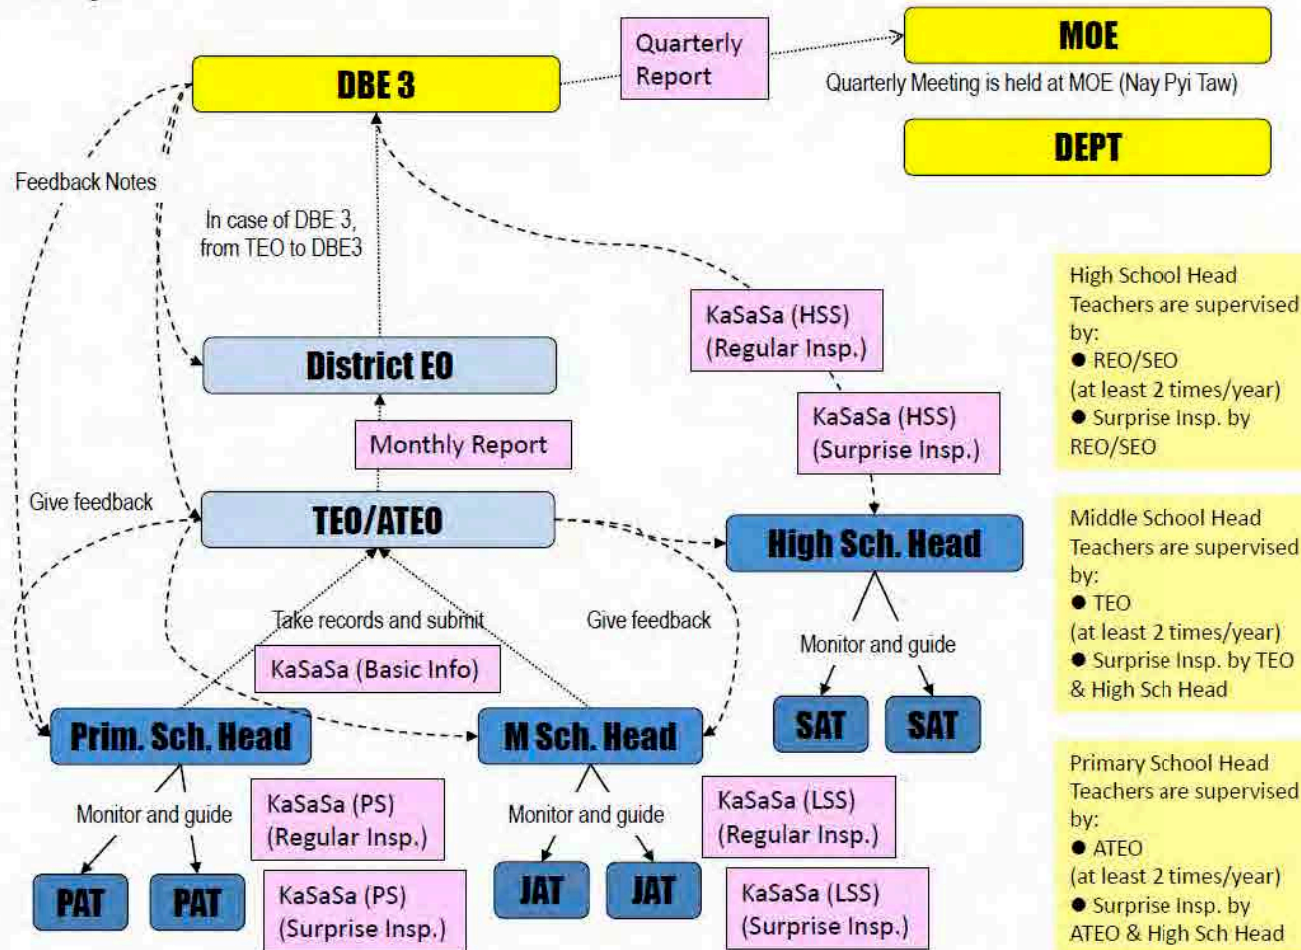 Quarterly
Report
MOE
DBE 3
Quarterly Meeting is held at MOE (Nay Pyi Taw)
DEPT
Feedback Notes
In case of DBE 3,
from TEO to DBE3
KaSaSa (HSS)
(Regular Insp.)
High School Head
Teachers are supervised
by:
● REO/SEO
(at least 2 times/year)
● Surprise Insp. by
REO/SEO
District EO
KaSaSa (HSS)
(Surprise Insp.)
Monthly Report
Give feedback
TEO/ATEO
High Sch. Head
Middle School Head
Teachers are supervised
by:
● TEO
(at least 2 times/year)
● Surprise Insp. by TEO
& High Sch Head
Take records and submit
Give feedback
Monitor and guide
KaSaSa (Basic Info)
Prim. Sch. Head
M Sch. Head
SAT
SAT
Primary School Head
Teachers are supervised
by:
● ATEO
(at least 2 times/year)
● Surprise Insp. by
ATEO & High Sch Head
Monitor and guide
KaSaSa (PS)
(Regular Insp.)
Monitor and guide
KaSaSa (LSS)
(Regular Insp.)
PAT
PAT
KaSaSa (PS)
(Surprise Insp.)
JAT
JAT
KaSaSa (LSS)
(Surprise Insp.)